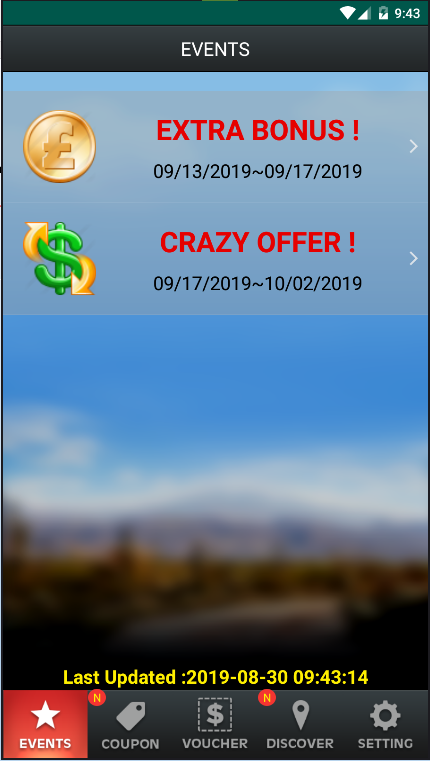 9:43
EVENTS
£
EXTRA BONUS !
09/13/2019~09/17/2019
$
CRAZY OFFER !
09/17/2019~10/02/2019
Last Updated :2019-08-30 09:43:14
N
N
$
EVENTS
COUPON
VOUCHER
DISCOVER
SETTING